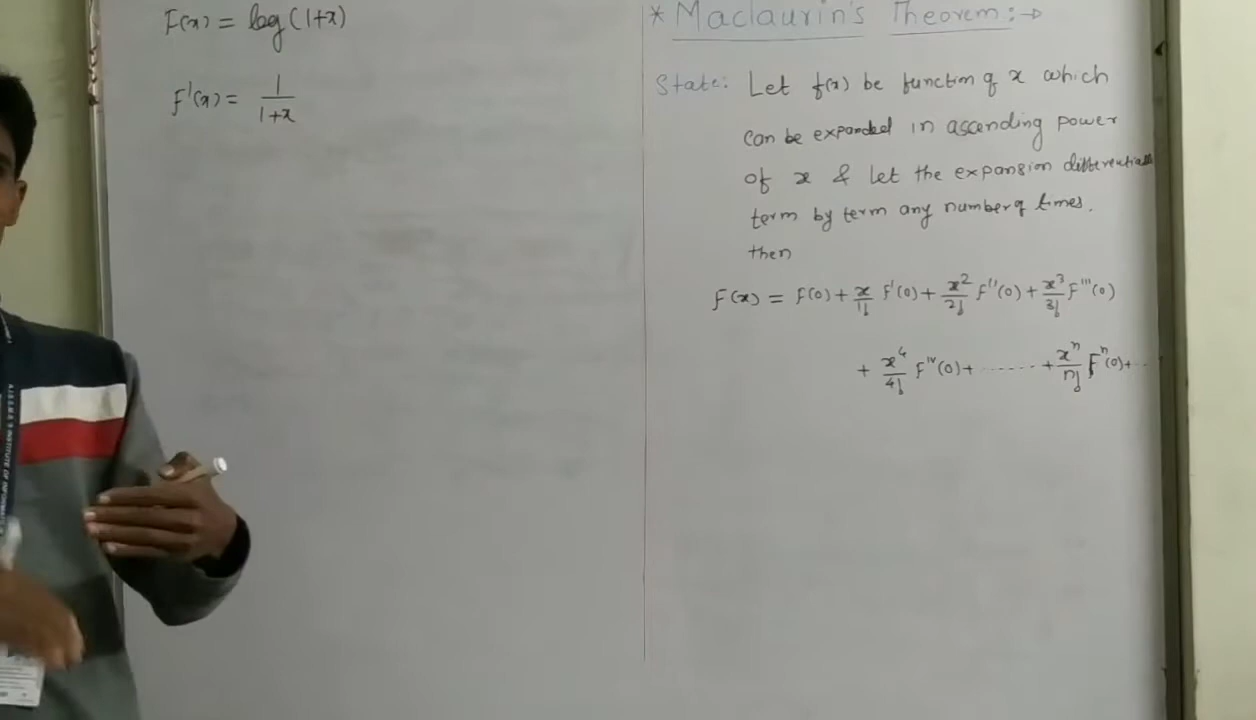 F(x) = log(1+x)
F'(x) = 1/(1+x)
* Maclaurin's Theorem:→
State: Let f(x) be function of x which
can be expanded in ascending power
of x & let the expansion differentiable
term by term any number of times.
then
F(x) = F(0) + x/1! F'(0) + x²/2! F''(0) + x³/3! F'''(0)
+ x⁴/4! Fⁱᵛ(0) + ...... + xⁿ/n! Fⁿ(0) + ...